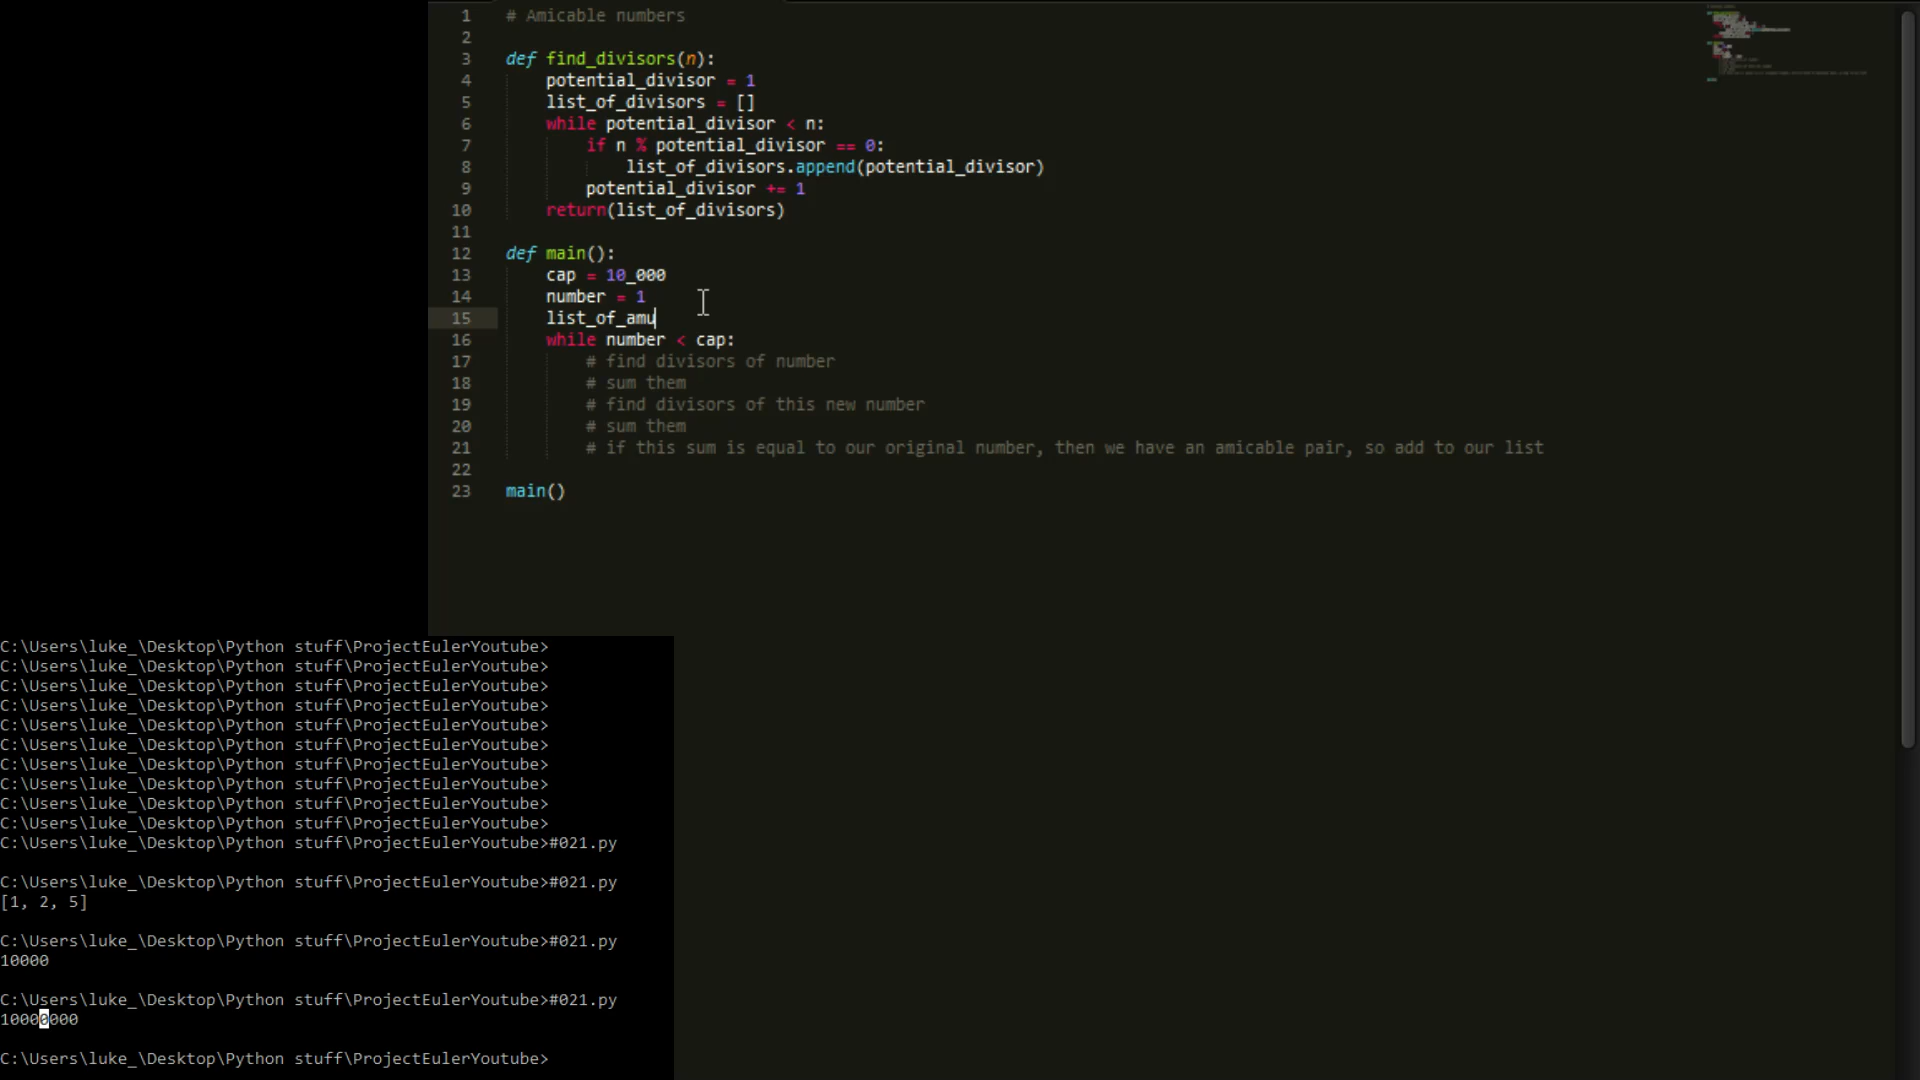 1 # Amicable numbers
2
3 def find_divisors(n):
4 potential_divisor = 1
5 list_of_divisors = []
6 while potential_divisor < n:
7 if n % potential_divisor == 0:
8 list_of_divisors.append(potential_divisor)
9 potential_divisor += 1
10 return(list_of_divisors)
11
12 def main():
13 cap = 10_000
14 number = 1
15 list_of_amu
16 while number < cap:
17 # find divisors of number
18 # sum them
19 # find divisors of this new number
20 # sum them
21 # if this sum is equal to our original number, then we have an amicable pair, so add to our list
22
23 main()
C:\Users\luke_\Desktop\Python stuff\ProjectEulerYoutube>
C:\Users\luke_\Desktop\Python stuff\ProjectEulerYoutube>
C:\Users\luke_\Desktop\Python stuff\ProjectEulerYoutube>
C:\Users\luke_\Desktop\Python stuff\ProjectEulerYoutube>
C:\Users\luke_\Desktop\Python stuff\ProjectEulerYoutube>
C:\Users\luke_\Desktop\Python stuff\ProjectEulerYoutube>
C:\Users\luke_\Desktop\Python stuff\ProjectEulerYoutube>
C:\Users\luke_\Desktop\Python stuff\ProjectEulerYoutube>
C:\Users\luke_\Desktop\Python stuff\ProjectEulerYoutube>
C:\Users\luke_\Desktop\Python stuff\ProjectEulerYoutube>
C:\Users\luke_\Desktop\Python stuff\ProjectEulerYoutube>#021.py
C:\Users\luke_\Desktop\Python stuff\ProjectEulerYoutube>#021.py
[1, 2, 5]
C:\Users\luke_\Desktop\Python stuff\ProjectEulerYoutube>#021.py
10000
C:\Users\luke_\Desktop\Python stuff\ProjectEulerYoutube>#021.py
10000000
C:\Users\luke_\Desktop\Python stuff\ProjectEulerYoutube>